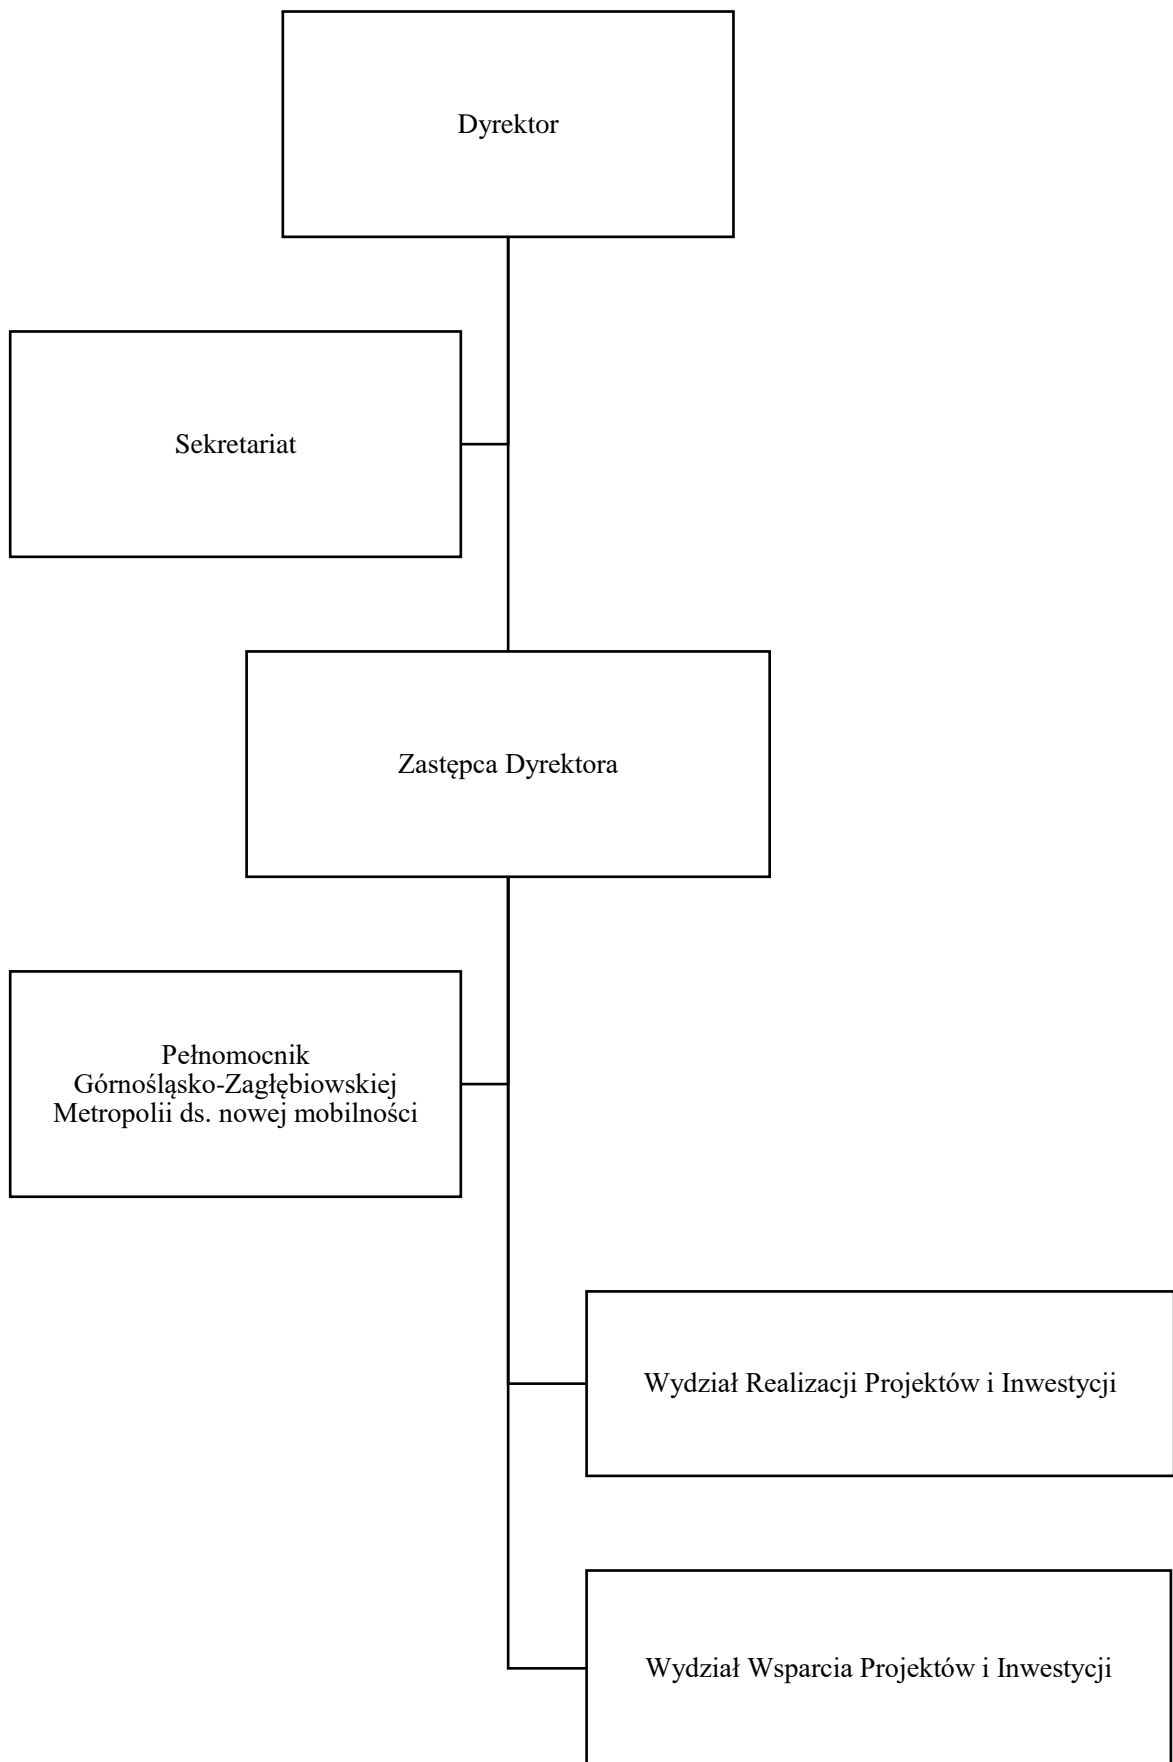 Dyrektor
Sekretariat
Zastępca Dyrektora
Pełnomocnik
Górnośląsko-Zagłębiowskiej
Metropolii ds. nowej mobilności
Wydział Realizacji Projektów i Inwestycji
Wydział Wsparcia Projektów i Inwestycji